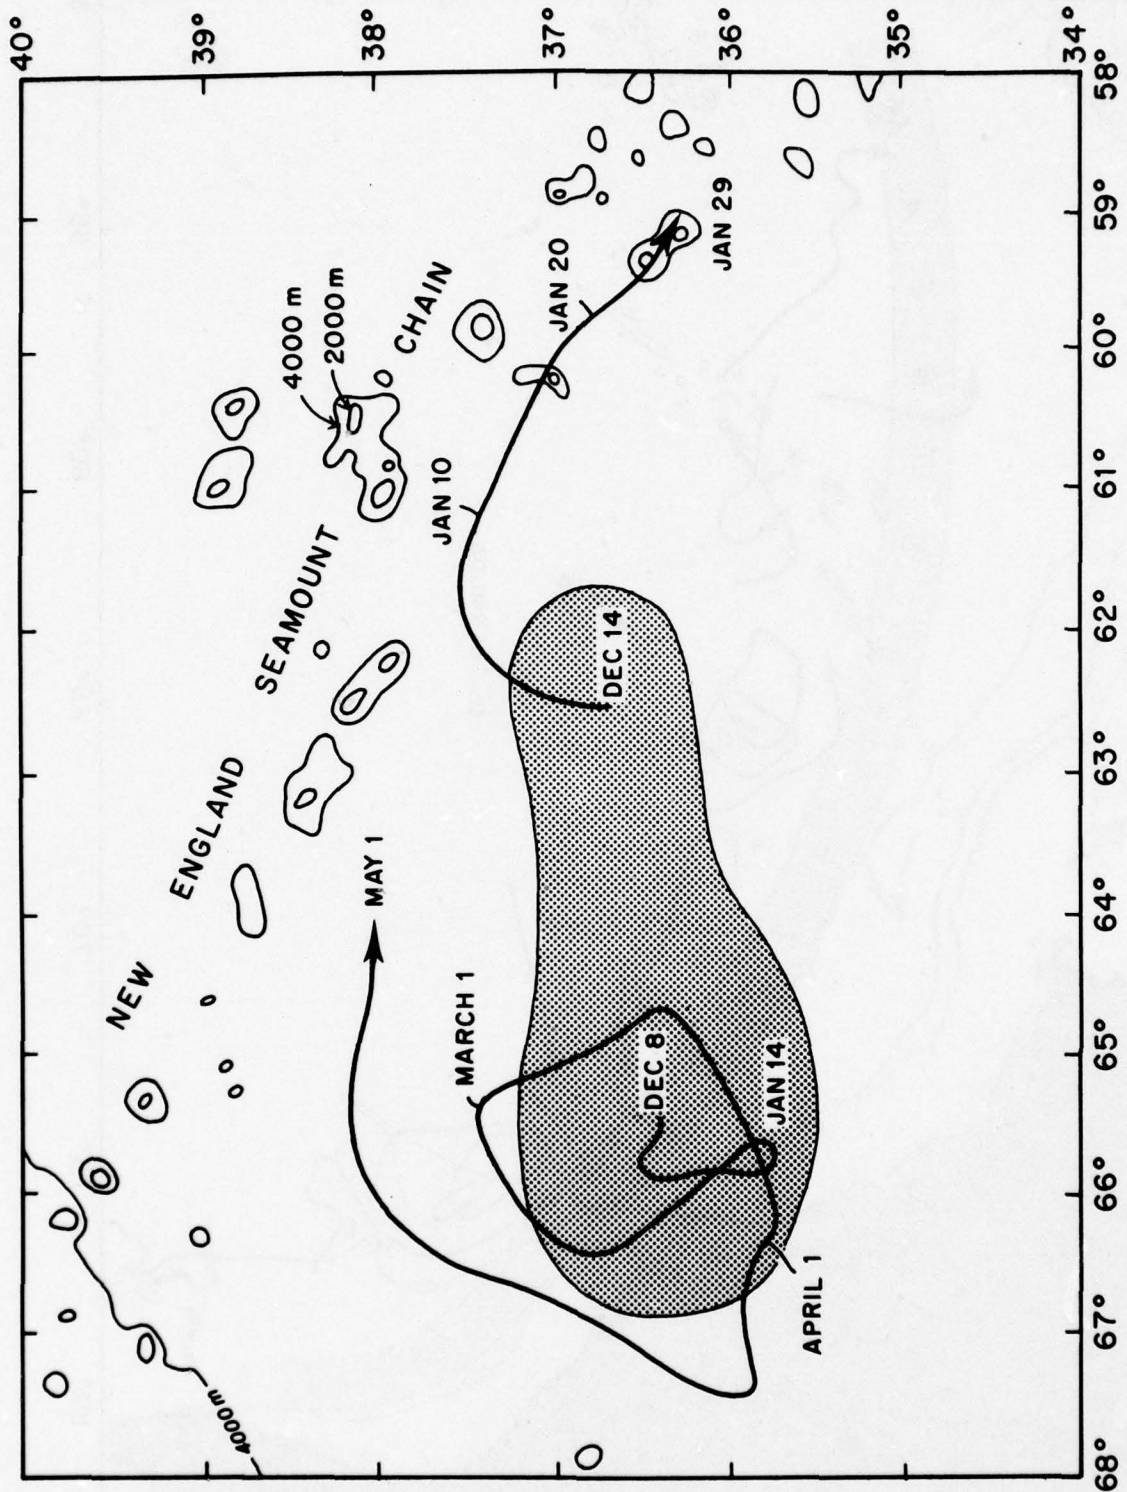 40°
39°
38°
37°
36°
35°
34°
68°
67°
66°
65°
64°
63°
62°
61°
60°
59°
58°
NEW
ENGLAND
SEAMOUNT
CHAIN
4000 m
2000 m
4000 m
DEC 14
JAN 10
JAN 20
JAN 29
DEC 8
JAN 14
MARCH 1
APRIL 1
MAY 1